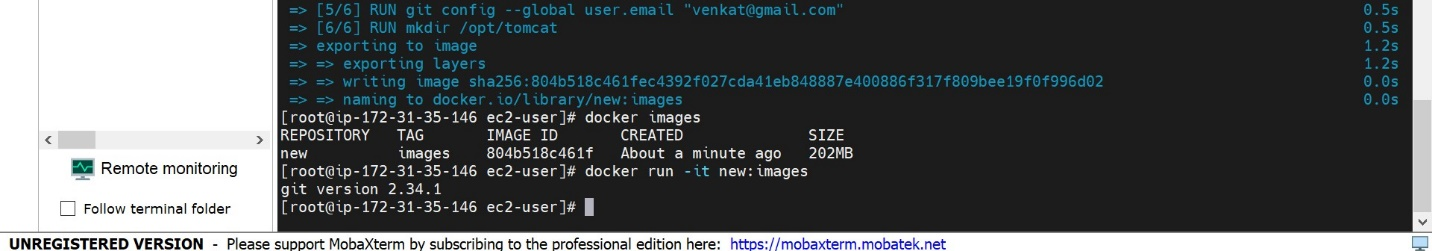 => [5/6] RUN git config --global user.email "venkat@gmail.com" 0.5s
=> [6/6] RUN mkdir /opt/tomcat 0.5s
=> exporting to image 1.2s
=> => exporting layers 1.2s
=> => writing image sha256:804b518c461fec4392f027cda41eb848887e400886f317f809bee19f0f996d02 0.0s
=> => naming to docker.io/library/new:images 0.0s
[root@ip-172-31-35-146 ec2-user]# docker images
REPOSITORY TAG IMAGE ID CREATED SIZE
new images 804b518c461f About a minute ago 202MB
[root@ip-172-31-35-146 ec2-user]# docker run -it new:images
git version 2.34.1
[root@ip-172-31-35-146 ec2-user]#
Remote monitoring
Follow terminal folder
UNREGISTERED VERSION - Please support MobaXterm by subscribing to the professional edition here: https://mobaxterm.mobatek.net